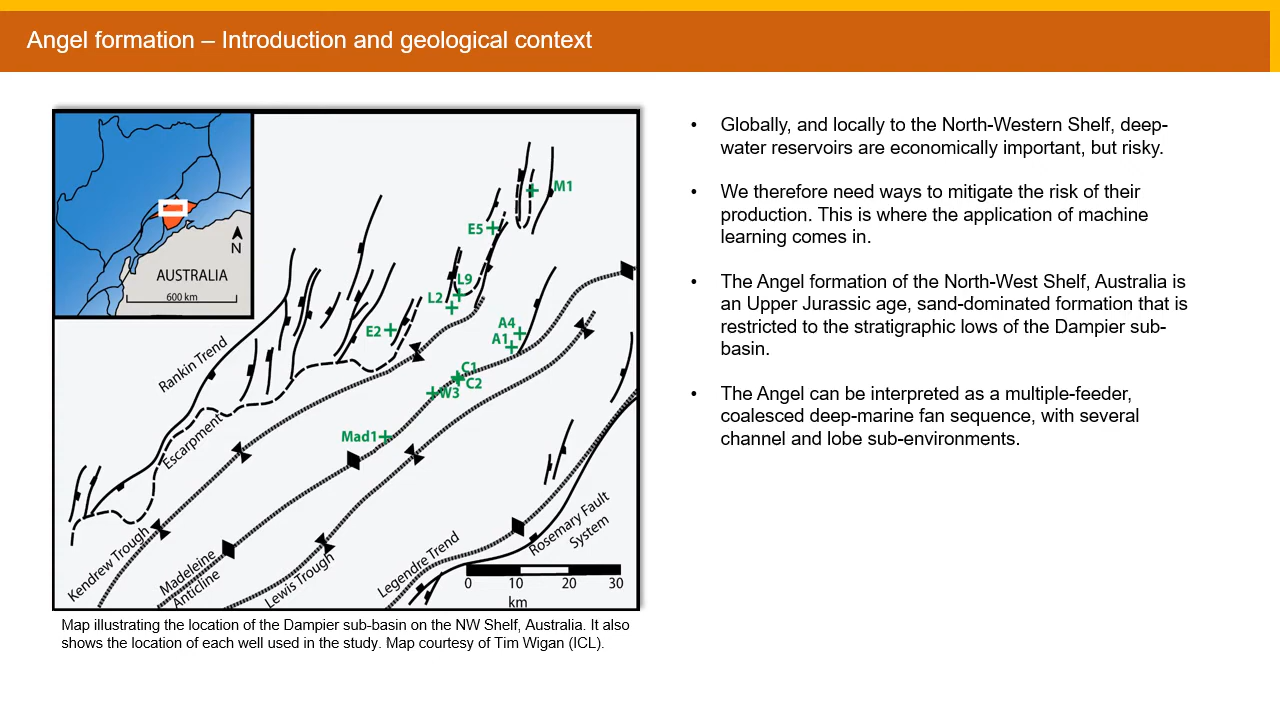 Angel formation – Introduction and geological context
N
AUSTRALIA
600 km
M1
E5
L9
L2
E2
A4
A1
C1
C2
W3
Mad1
Rankin Trend
Escarpment
Kendrew Trough
Madeleine
Anticline
Lewis Trough
Legendre Trend
Rosemary Fault
System
0 10 20 30
km
Map illustrating the location of the Dampier sub-basin on the NW Shelf, Australia. It also
shows the location of each well used in the study. Map courtesy of Tim Wigan (ICL).
• Globally, and locally to the North-Western Shelf, deep-
water reservoirs are economically important, but risky.
• We therefore need ways to mitigate the risk of their
production. This is where the application of machine
learning comes in.
• The Angel formation of the North-West Shelf, Australia is
an Upper Jurassic age, sand-dominated formation that is
restricted to the stratigraphic lows of the Dampier sub-
basin.
• The Angel can be interpreted as a multiple-feeder,
coalesced deep-marine fan sequence, with several
channel and lobe sub-environments.